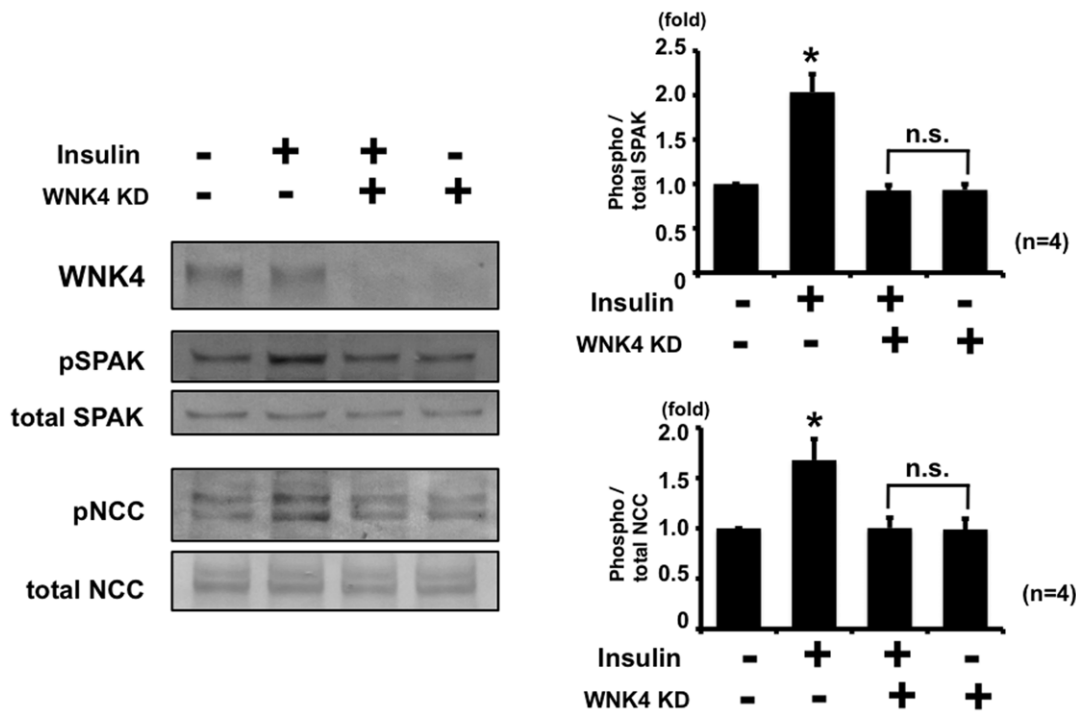 Insulin - + + -
WNK4 KD - - + +
WNK4
pSPAK
total SPAK
pNCC
total NCC
(fold)
Phospho /
total SPAK
2.5
2.0
1.5
1.0
0.5
0
*
n.s.
(n=4)
Insulin - + + -
WNK4 KD - - + +
(fold)
Phospho /
total NCC
2.0
1.5
1.0
0.5
0
*
n.s.
(n=4)
Insulin - + + -
WNK4 KD - - + +